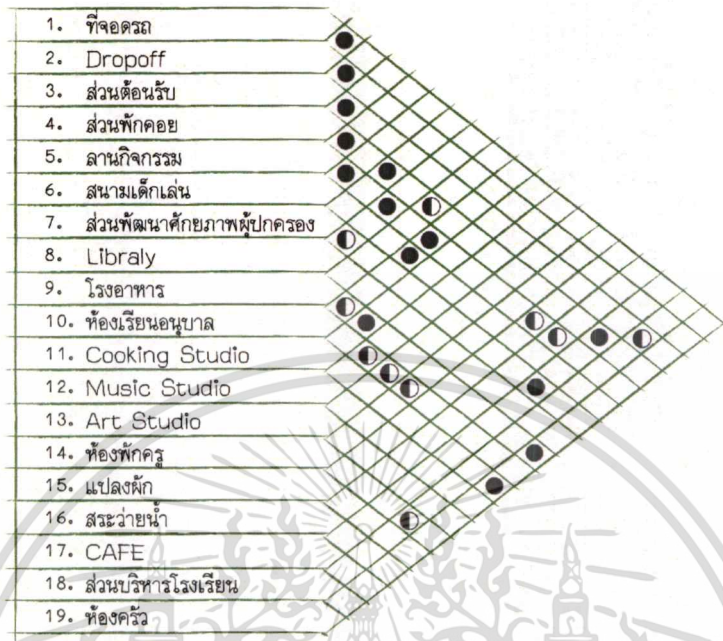 1. ที่จอดรถ
2. Dropoff
3. ส่วนต้อนรับ
4. ส่วนพักคอย
5. ลานกิจกรรม
6. สนามเด็กเล่น
7. ส่วนพัฒนาศักยภาพผู้ปกครอง
8. Libraly
9. โรงอาหาร
10. ห้องเรียนอนุบาล
11. Cooking Studio
12. Music Studio
13. Art Studio
14. ห้องพักครู
15. แปลงผัก
16. สระว่ายน้ำ
17. CAFE
18. ส่วนบริหารโรงเรียน
19. ห้องครัว